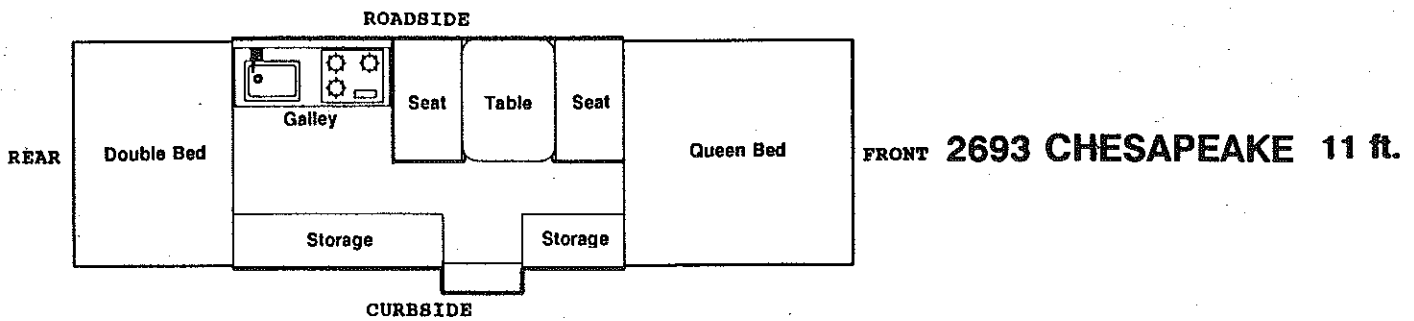 ROADSIDE
Seat
Table
Seat
Galley
REAR
Double Bed
Queen Bed
FRONT
2693 CHESAPEAKE 11 ft.
Storage
Storage
CURBSIDE